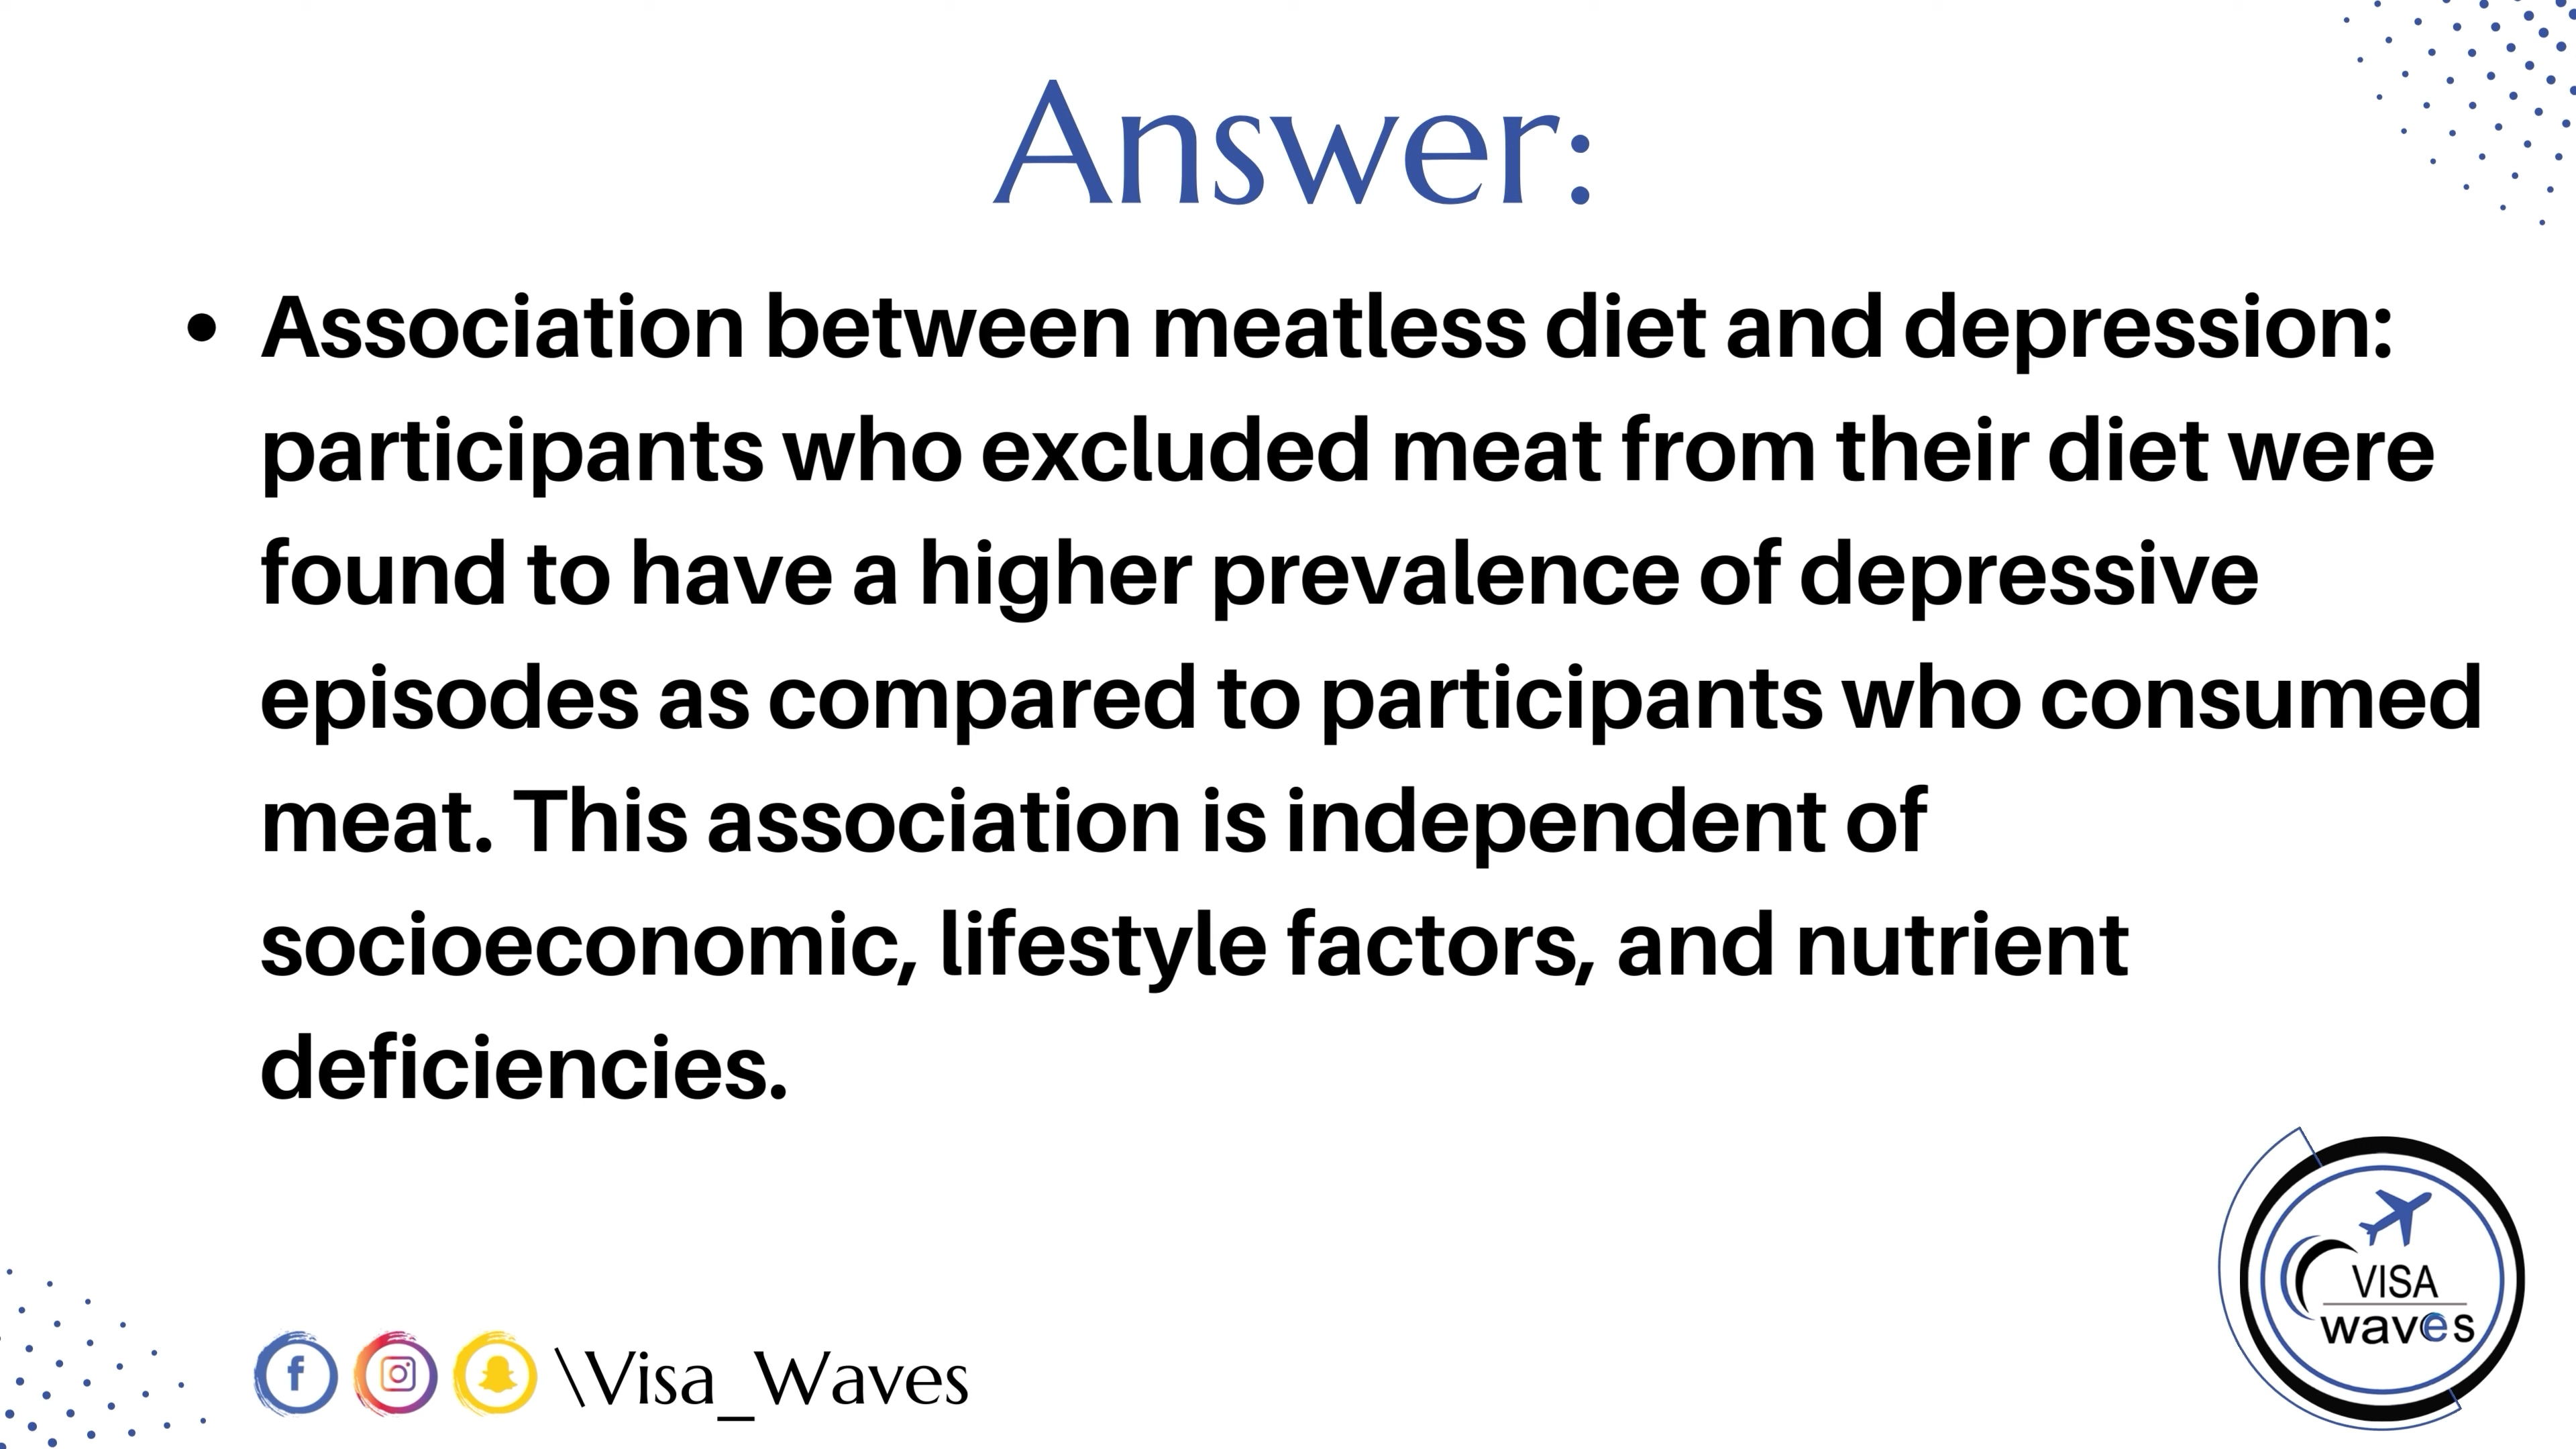 Answer:
• Association between meatless diet and depression:
participants who excluded meat from their diet were
found to have a higher prevalence of depressive
episodes as compared to participants who consumed
meat. This association is independent of
socioeconomic, lifestyle factors, and nutrient
deficiencies.
VISA
waves
\Visa_Waves